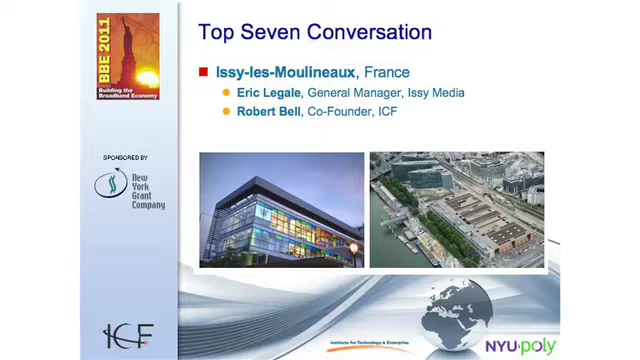 Top Seven Conversation
Issy-les-Moulineaux, France
Eric Legale, General Manager, Issy Media
Robert Bell, Co-Founder, ICF
BBE 2011
Building the
Broadband Economy
SPONSORED BY
New
York
Grant
Company
ICF
Institute for Technology & Enterprise
NYU·poly